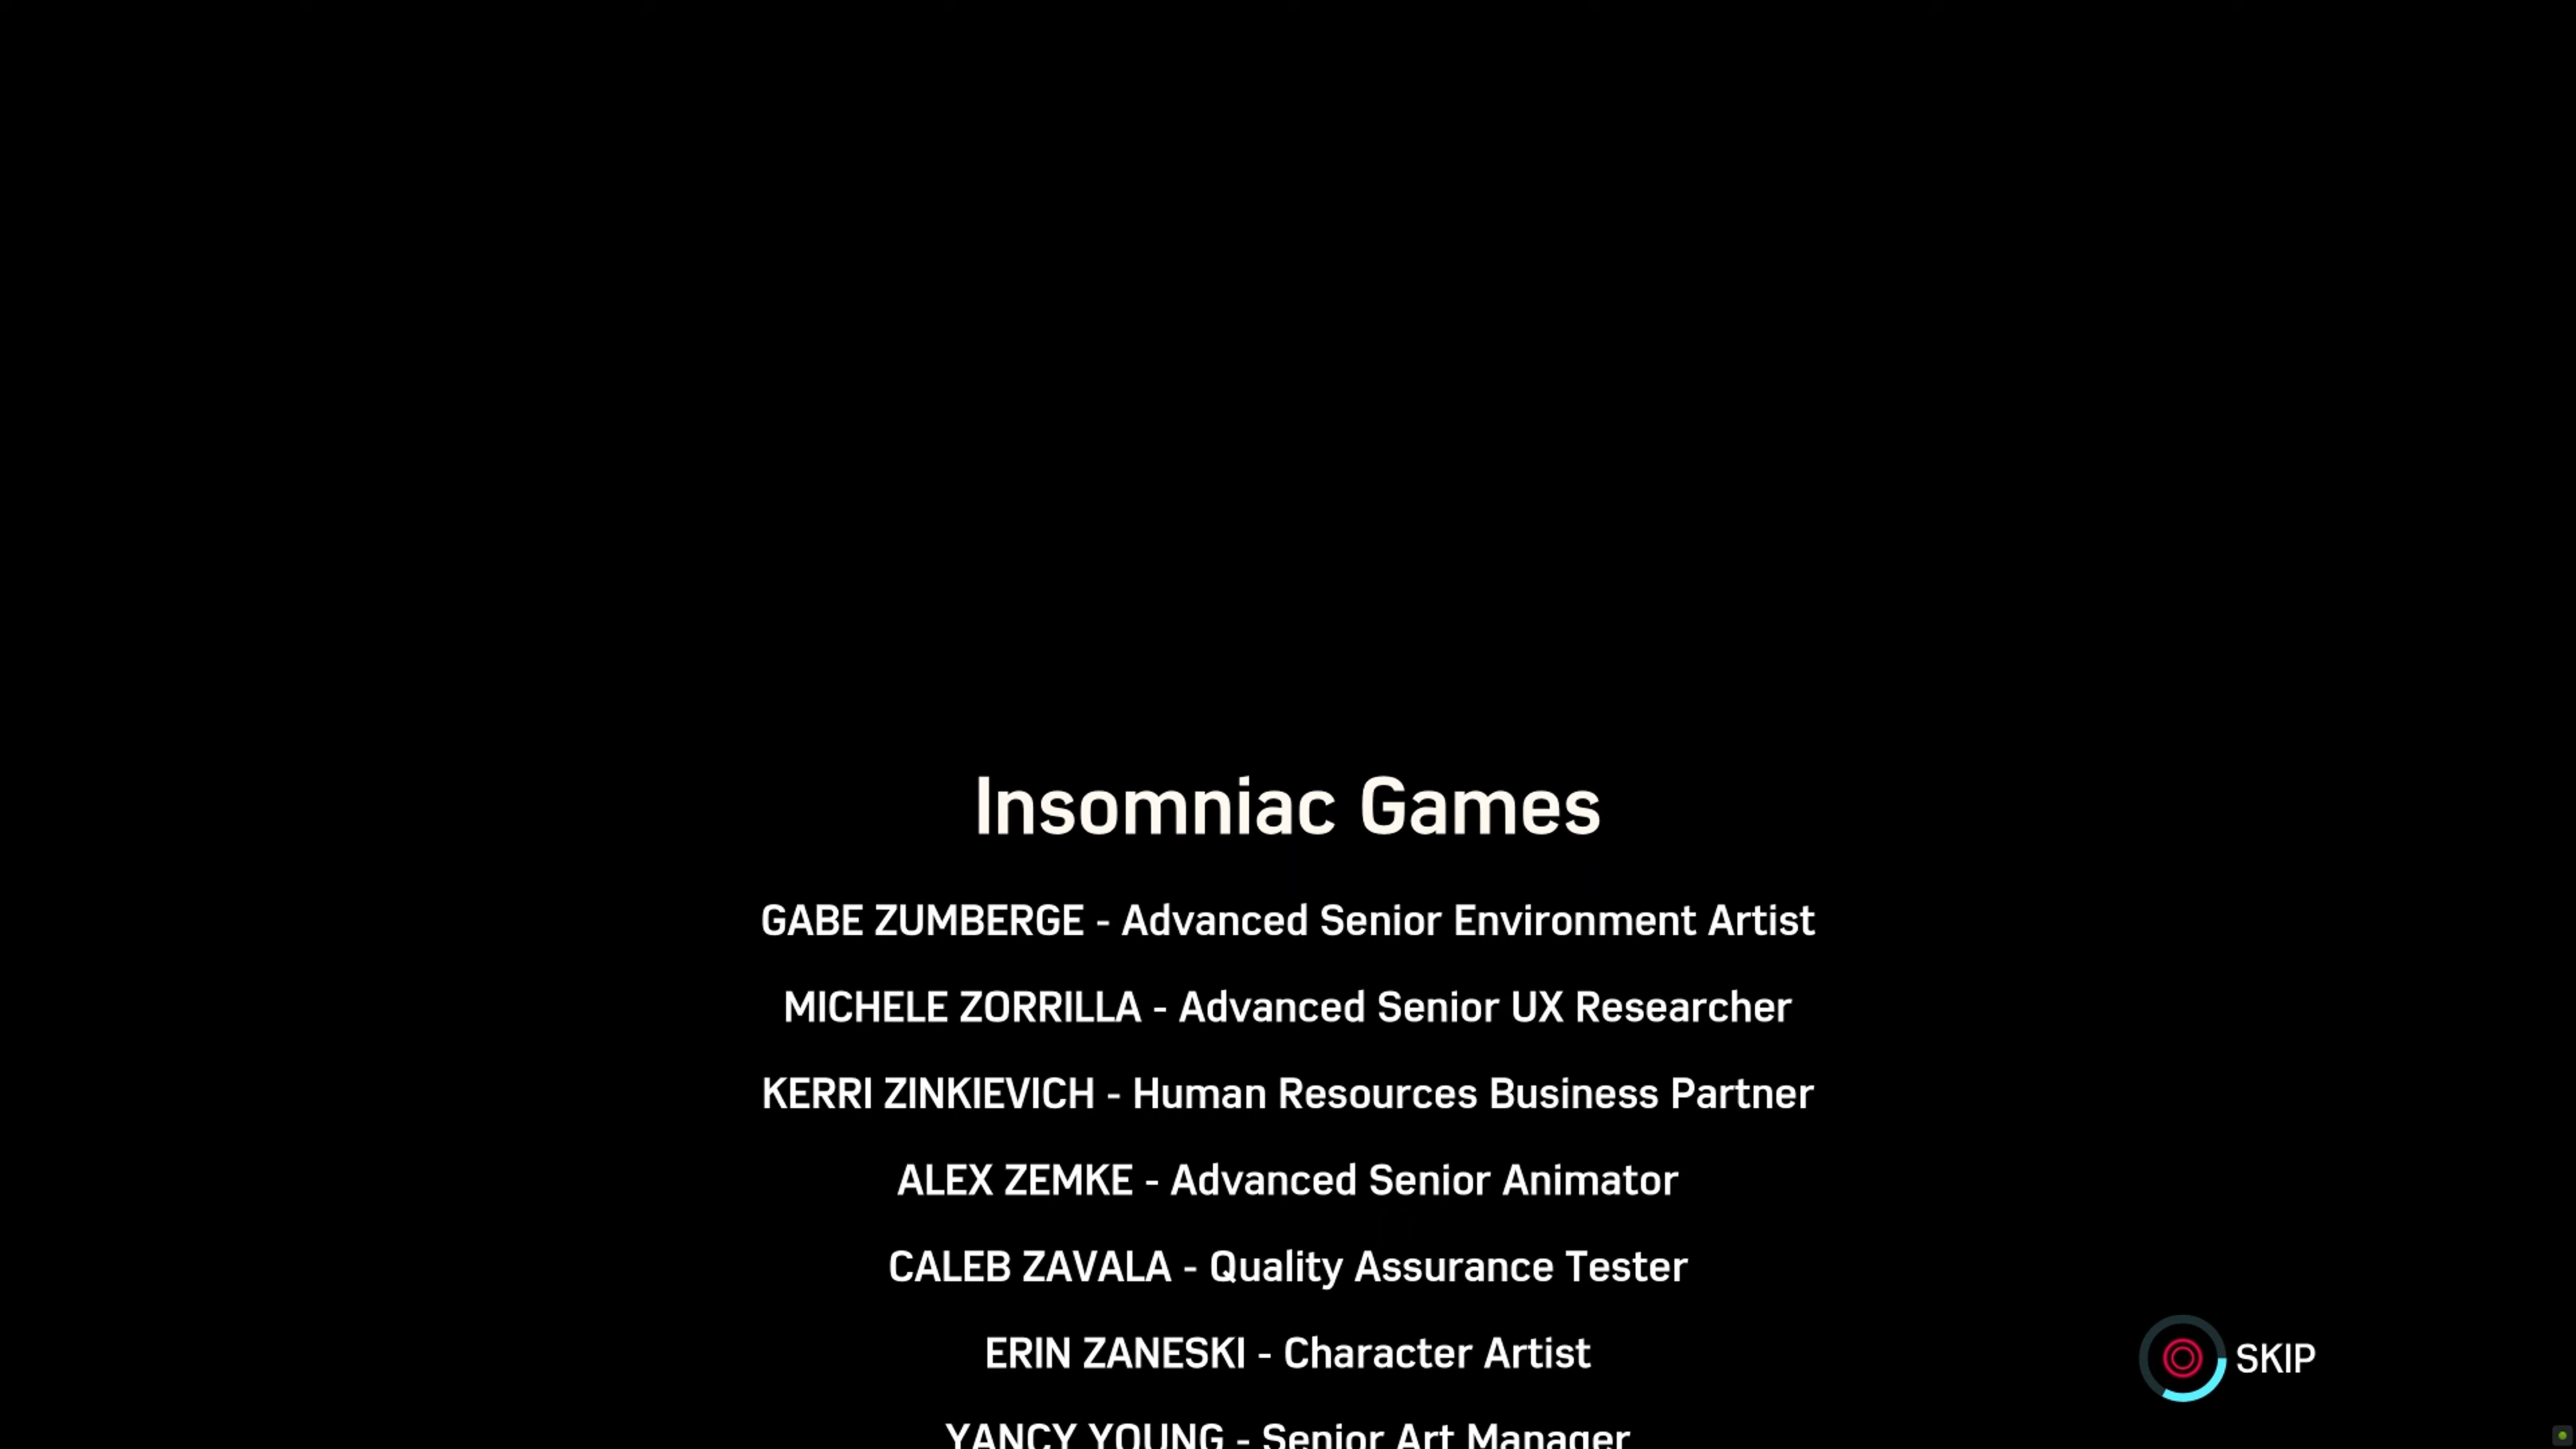 Insomniac Games
GABE ZUMBERGE - Advanced Senior Environment Artist
MICHELE ZORRILLA - Advanced Senior UX Researcher
KERRI ZINKIEVICH - Human Resources Business Partner
ALEX ZEMKE - Advanced Senior Animator
CALEB ZAVALA - Quality Assurance Tester
ERIN ZANESKI - Character Artist
SKIP
YANCY YOUNG - Senior Art Manager